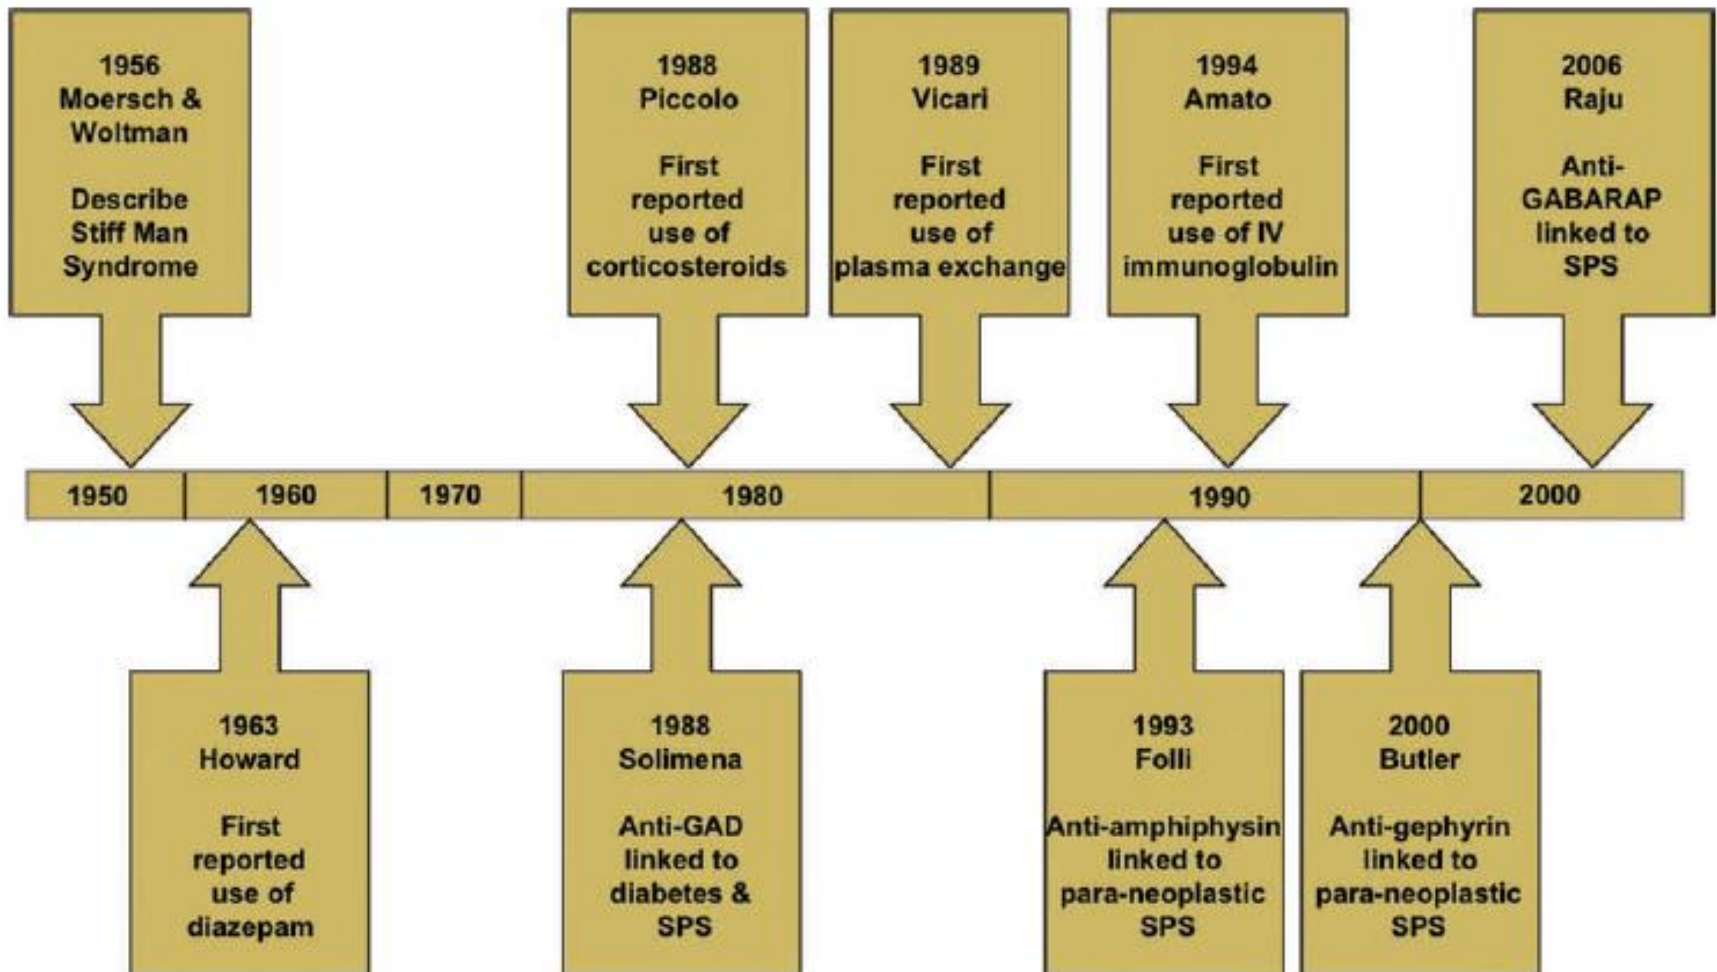 1956
Moersch &
Woltman
Describe
Stiff Man
Syndrome
1988
Piccolo
First
reported
use of
corticosteroids
1989
Vicari
First
reported
use of
plasma exchange
1994
Amato
First
reported
use of IV
immunoglobulin
2006
Raju
Anti-
GABARAP
linked to
SPS
1950
1960
1970
1980
1990
2000
1963
Howard
First
reported
use of
diazepam
1988
Solimena
Anti-GAD
linked to
diabetes &
SPS
1993
Folli
Anti-amphiphysin
linked to
para-neoplastic
SPS
2000
Butler
Anti-gephyrin
linked to
para-neoplastic
SPS